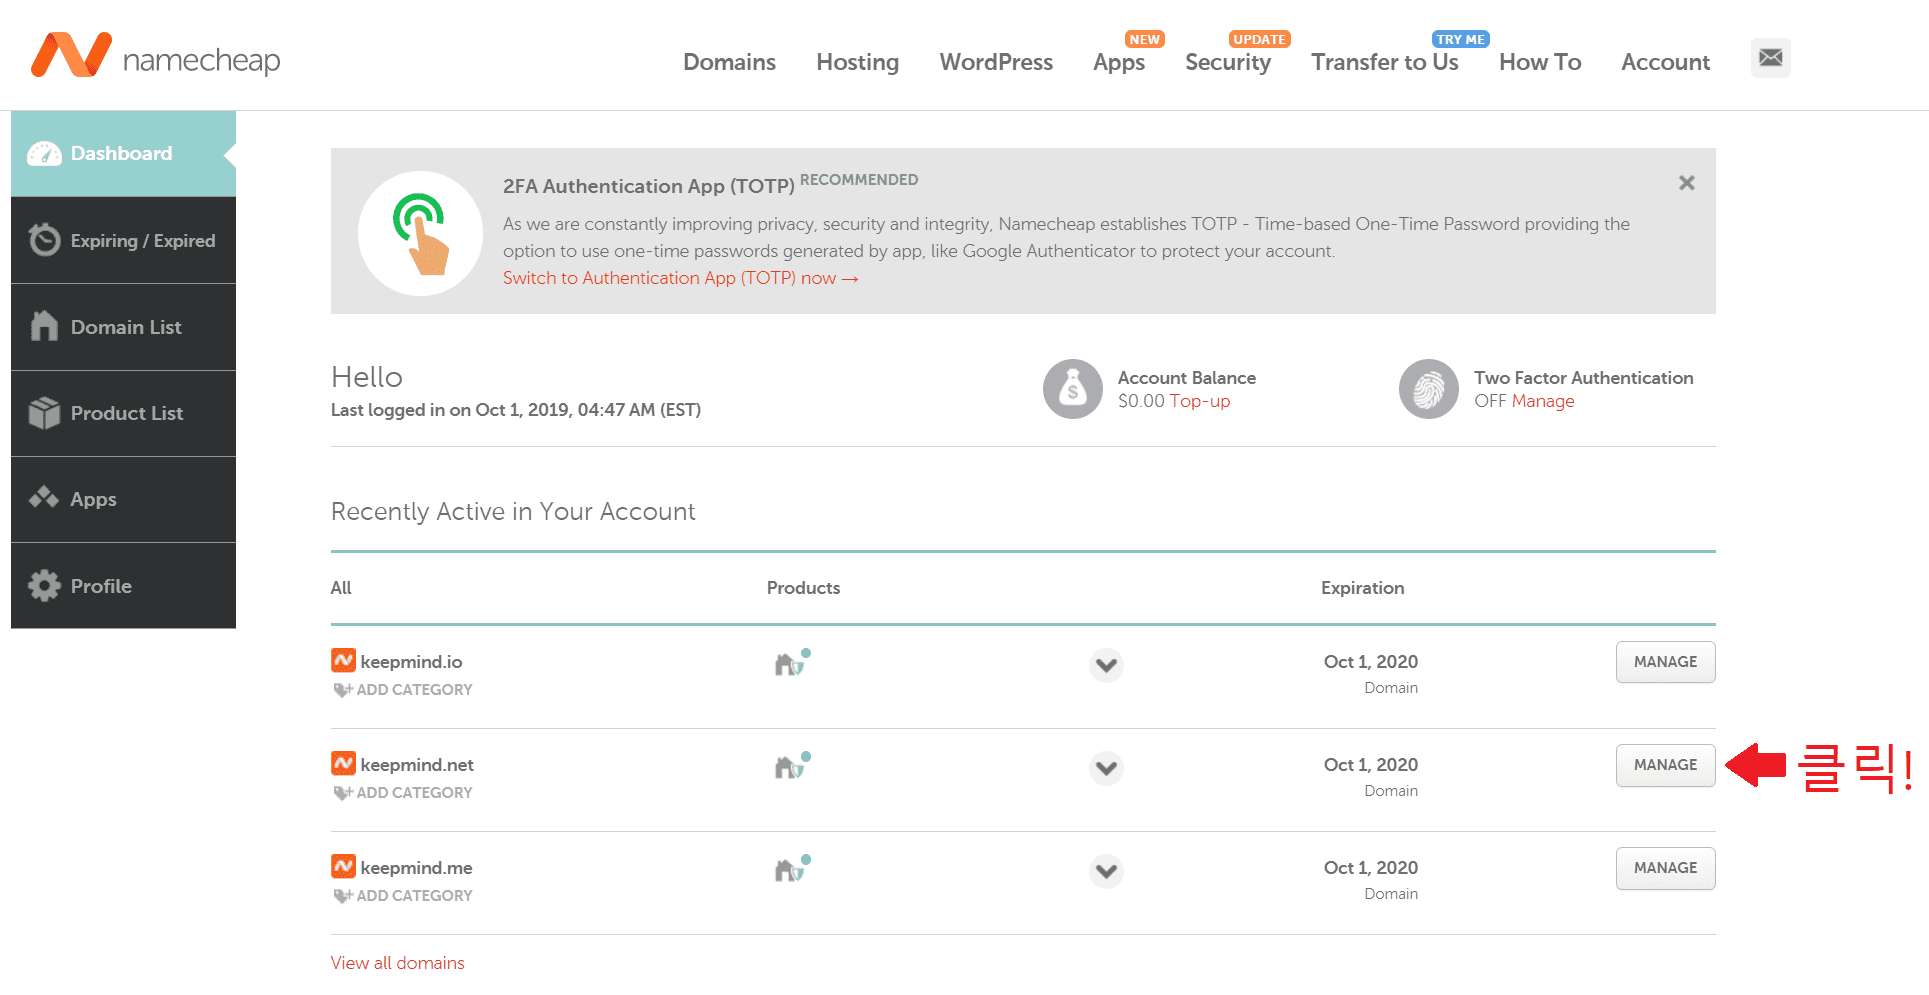 namecheap
Domains Hosting WordPress Apps NEW Security UPDATE Transfer to Us TRY ME How To Account
Dashboard
Expiring / Expired
Domain List
Product List
Apps
Profile
2FA Authentication App (TOTP) RECOMMENDED
As we are constantly improving privacy, security and integrity, Namecheap establishes TOTP - Time-based One-Time Password providing the
option to use one-time passwords generated by app, like Google Authenticator to protect your account.
Switch to Authentication App (TOTP) now →
Hello
Last logged in on Oct 1, 2019, 04:47 AM (EST)
Account Balance
$0.00 Top-up
Two Factor Authentication
OFF Manage
Recently Active in Your Account
All Products Expiration
keepmind.io Oct 1, 2020 MANAGE
ADD CATEGORY Domain
keepmind.net Oct 1, 2020 MANAGE 클릭!
ADD CATEGORY Domain
keepmind.me Oct 1, 2020 MANAGE
ADD CATEGORY Domain
View all domains